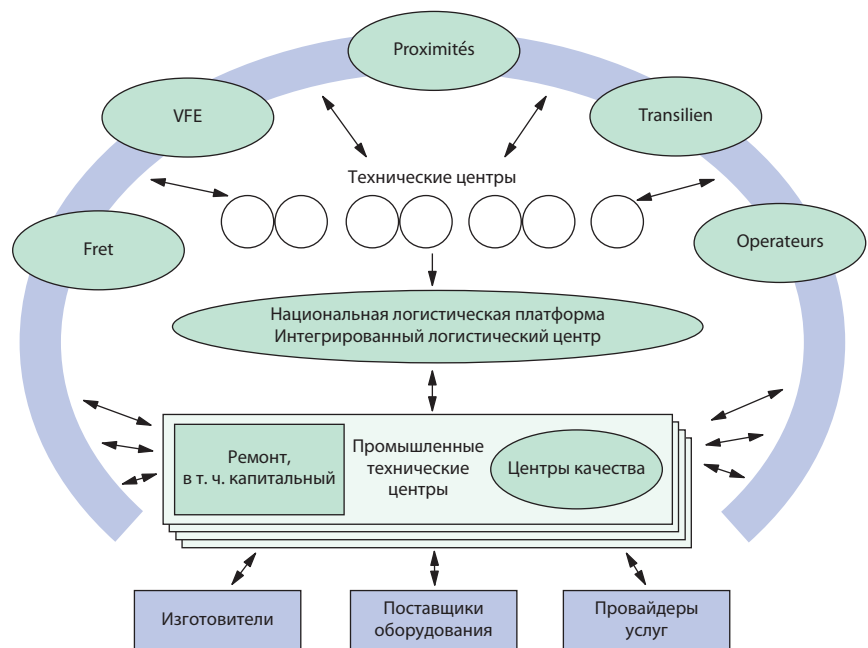 Proximités
VFE
Transilien
Технические центры
Fret
Operateurs
Национальная логистическая платформа
Интегрированный логистический центр
Ремонт,
в т. ч. капитальный
Промышленные
технические
центры
Центры качества
Изготовители
Поставщики
оборудования
Провайдеры
услуг